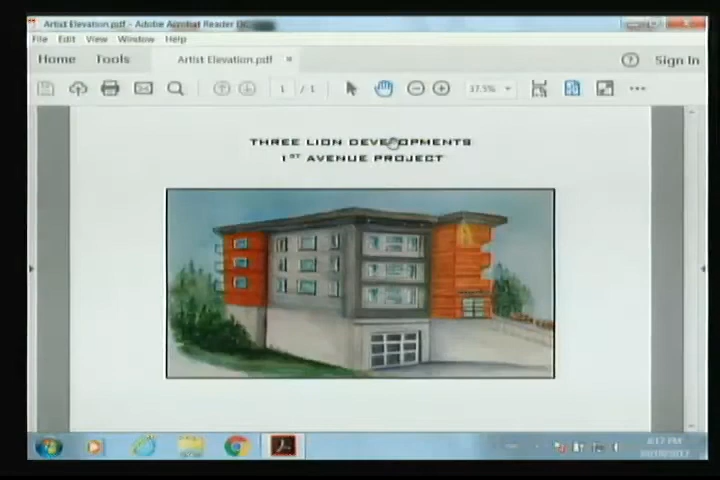 Artist Elevation.pdf - Adobe Acrobat Reader DC
File Edit View Window Help
Home Tools Artist Elevation.pdf × ? Sign In
1 / 1 37.5%
THREE LION DEVELOPMENTS
1ST AVENUE PROJECT